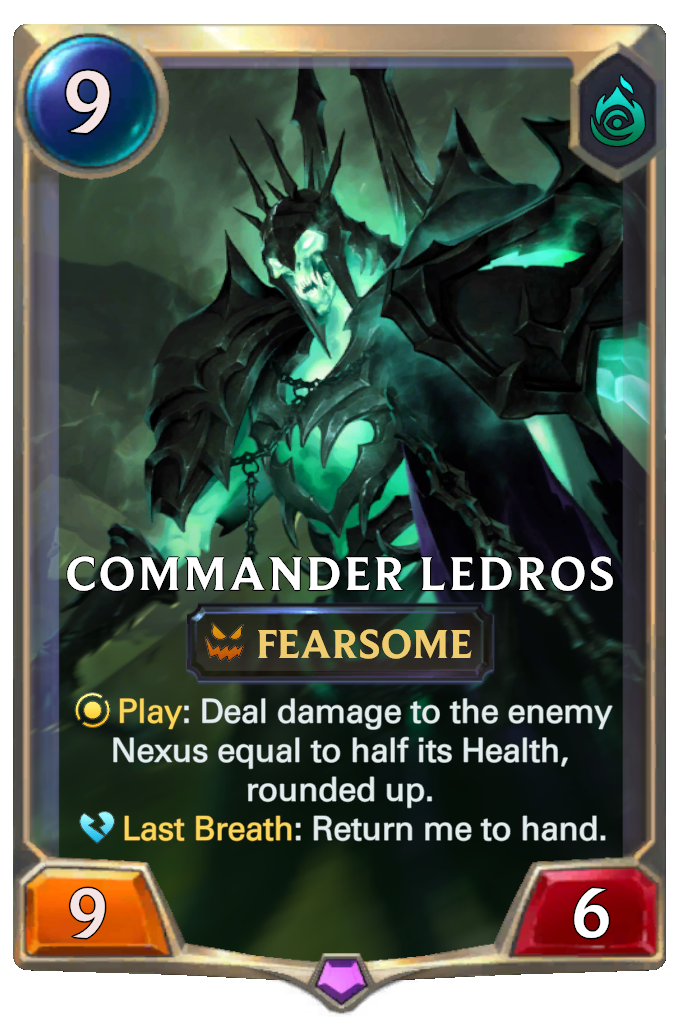 9
COMMANDER LEDROS
FEARSOME
Play: Deal damage to the enemy
Nexus equal to half its Health,
rounded up.
Last Breath: Return me to hand.
9
6